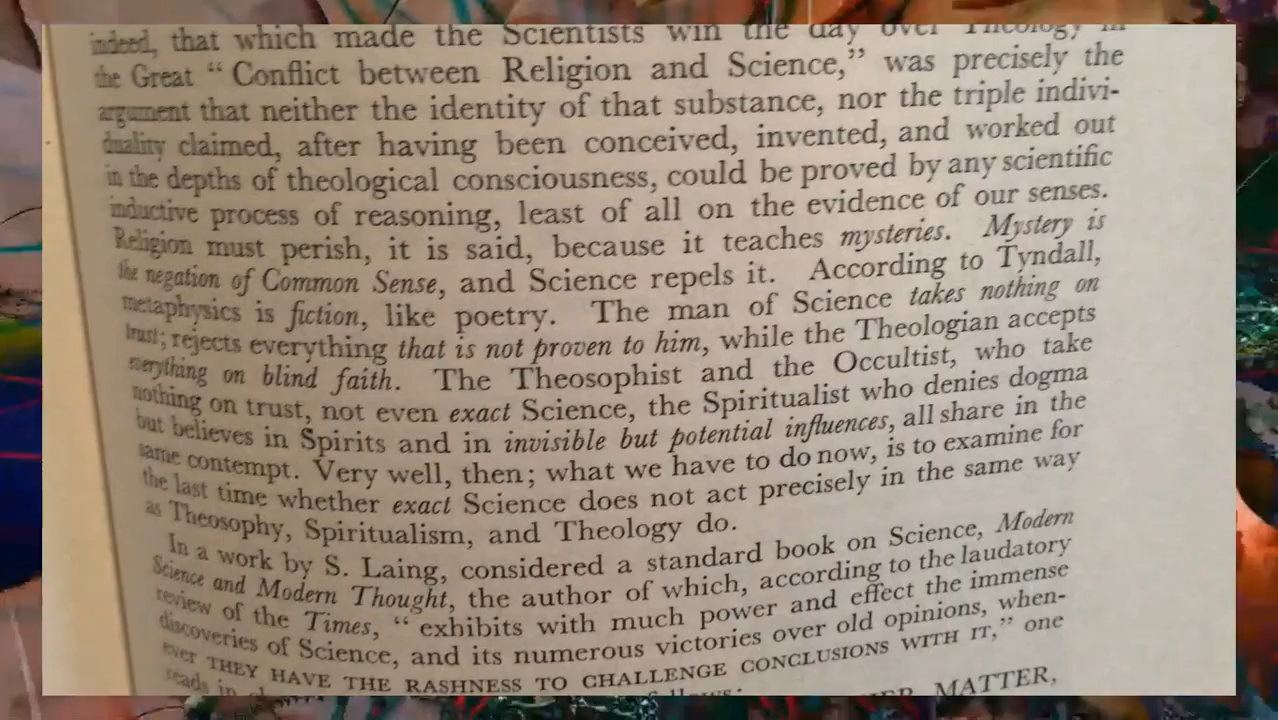 indeed, that which made the Scientists win the day over Theology in
the Great “ Conflict between Religion and Science,” was precisely the
argument that neither the identity of that substance, nor the triple indivi-
duality claimed, after having been conceived, invented, and worked out
in the depths of theological consciousness, could be proved by any scientific
inductive process of reasoning, least of all on the evidence of our senses.
Religion must perish, it is said, because it teaches mysteries. Mystery is
the negation of Common Sense, and Science repels it. According to Tyndall,
metaphysics is fiction, like poetry. The man of Science takes nothing on
trust; rejects everything that is not proven to him, while the Theologian accepts
everything on blind faith. The Theosophist and the Occultist, who take
nothing on trust, not even exact Science, the Spiritualist who denies dogma
but believes in Spirits and in invisible but potential influences, all share in the
same contempt. Very well, then; what we have to do now, is to examine for
the last time whether exact Science does not act precisely in the same way
as Theosophy, Spiritualism, and Theology do.
In a work by S. Laing, considered a standard book on Science, Modern
Science and Modern Thought, the author of which, according to the laudatory
review of the Times, “ exhibits with much power and effect the immense
discoveries of Science, and its numerous victories over old opinions, when-
ever THEY HAVE THE RASHNESS TO CHALLENGE CONCLUSIONS WITH IT,” one
reads in follows:
MATTER,